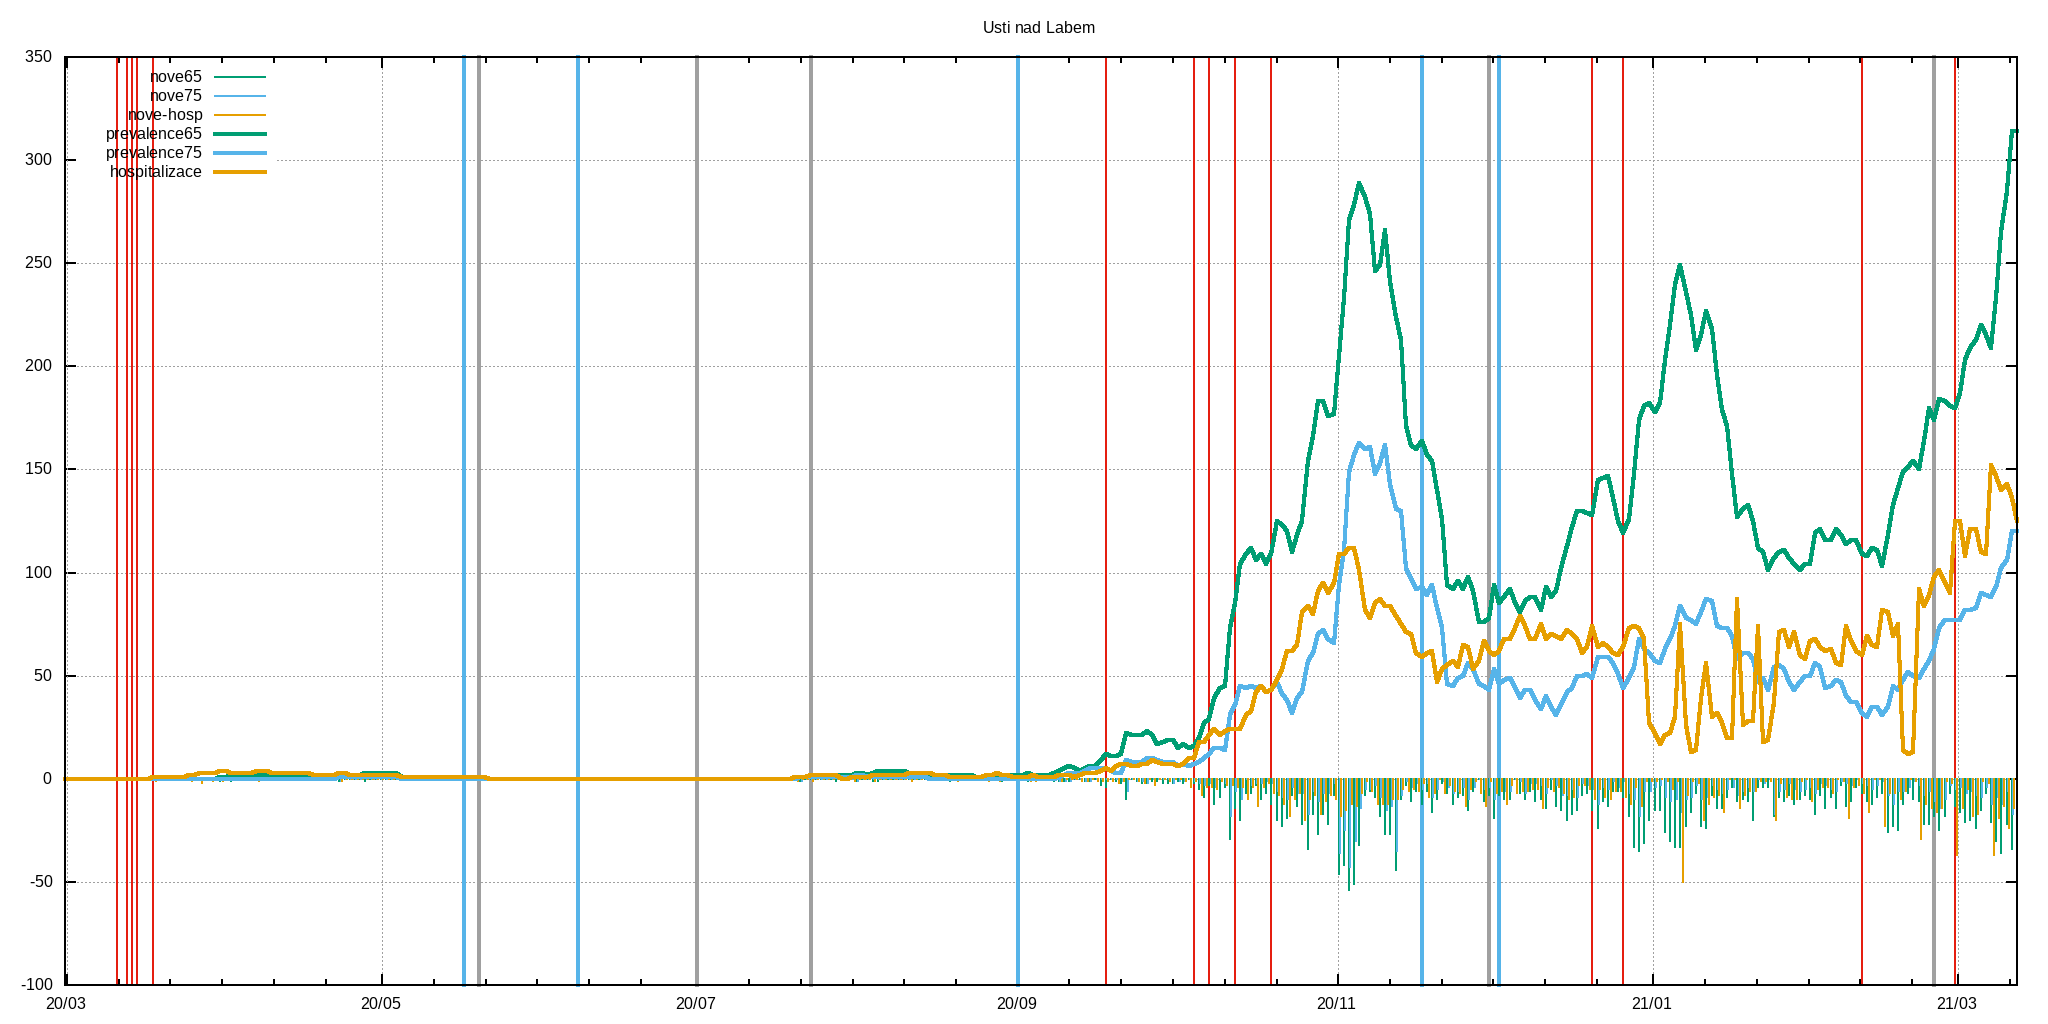 Usti nad Labem
350
300
250
200
150
100
50
0
-50
-100
nove65
nove75
nove-hosp
prevalence65
prevalence75
hospitalizace
20/03 20/05 20/07 20/09 20/11 21/01 21/03